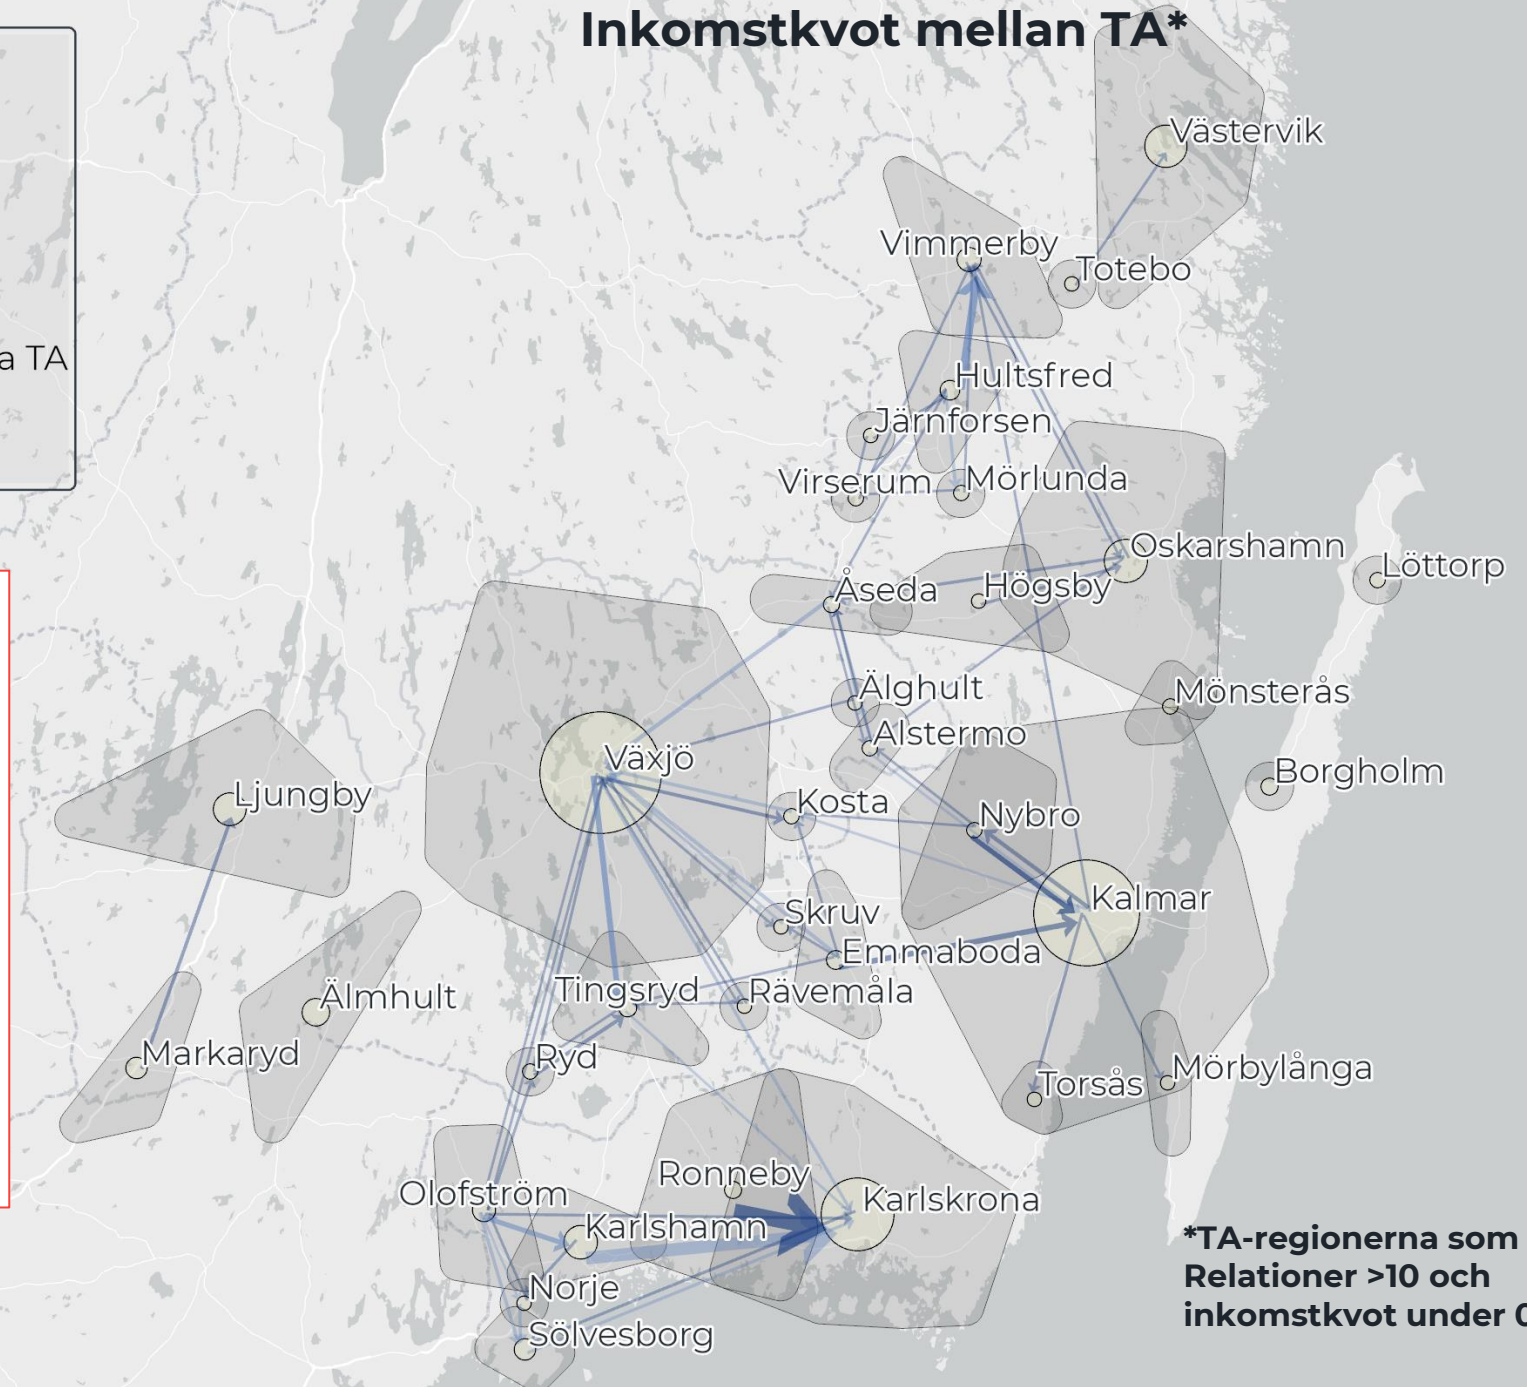 Inkomstkvot mellan TA*
Västervik
Vimmerby
Totebo
a TA
Hultsfred
Järnforsen
Virserum
Mörlunda
Oskarshamn
Löttorp
Åseda
Högsby
Älghult
Mönsterås
Alstermo
Växjö
Borgholm
Ljungby
Kosta
Nybro
Kalmar
Skruv
Emmaboda
Tingsryd
Rävemåla
Älmhult
Markaryd
Ryd
Torsås
Mörbylånga
Ronneby
Olofström
Karlskrona
Karlshamn
*TA-regionerna som
Relationer >10 och
Norje
inkomstkvot under 0
Sölvesborg